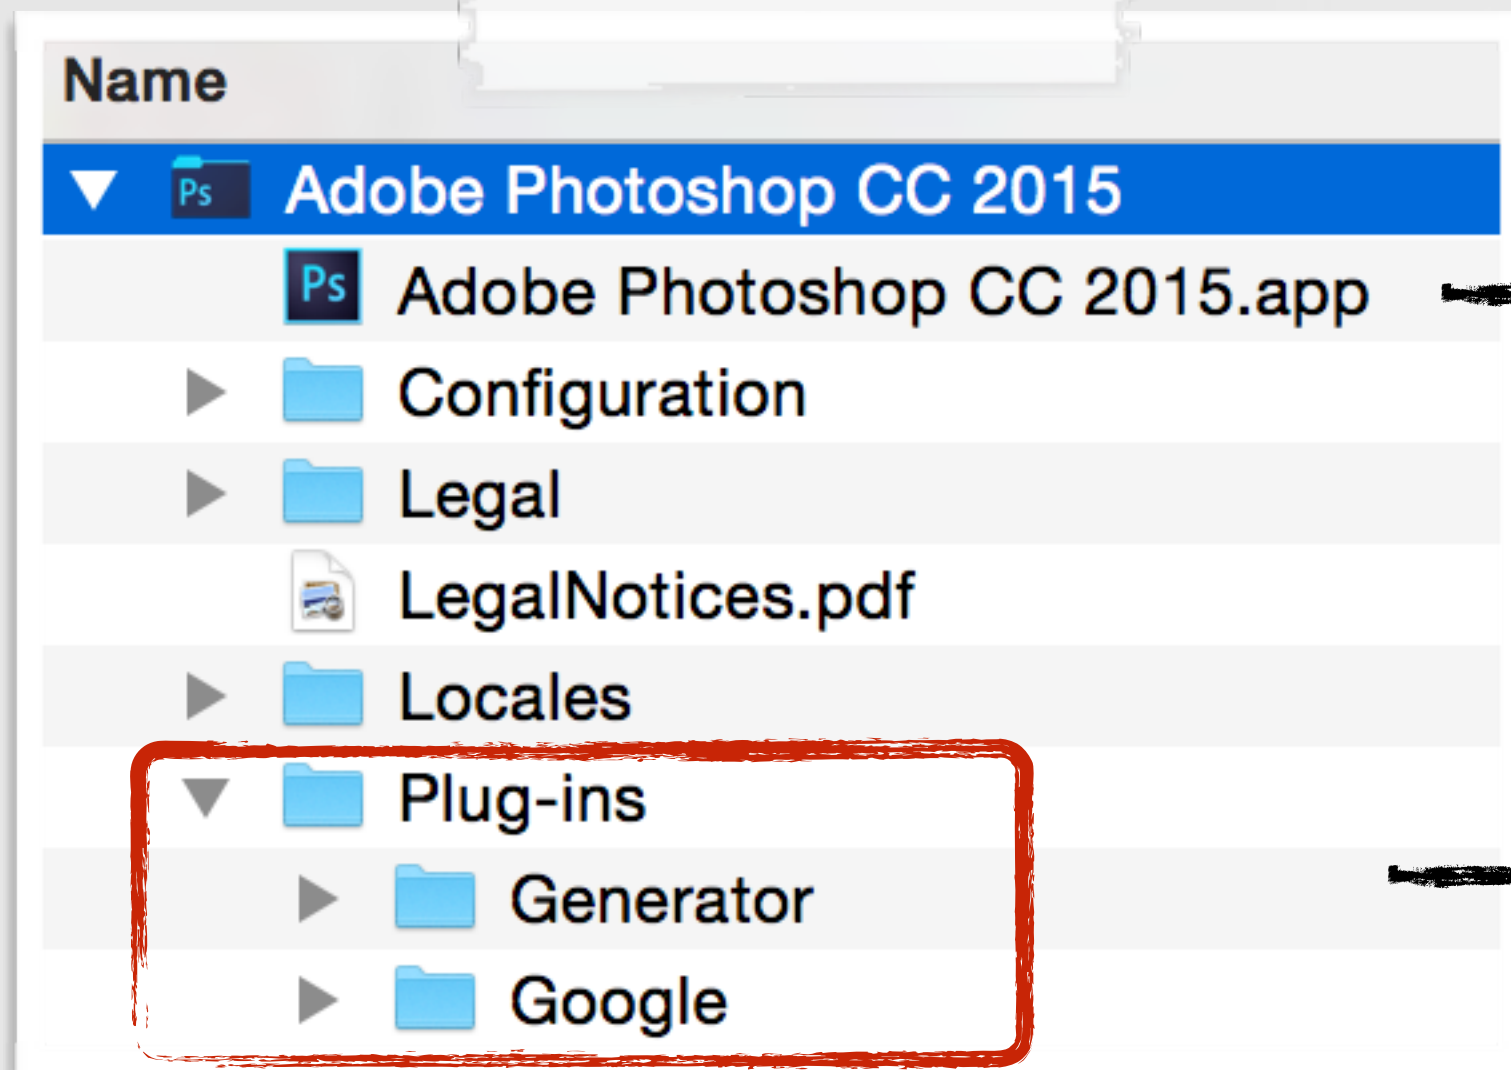 Name
Ps Adobe Photoshop CC 2015
Ps Adobe Photoshop CC 2015.app
Configuration
Legal
LegalNotices.pdf
Locales
Plug-ins
Generator
Google